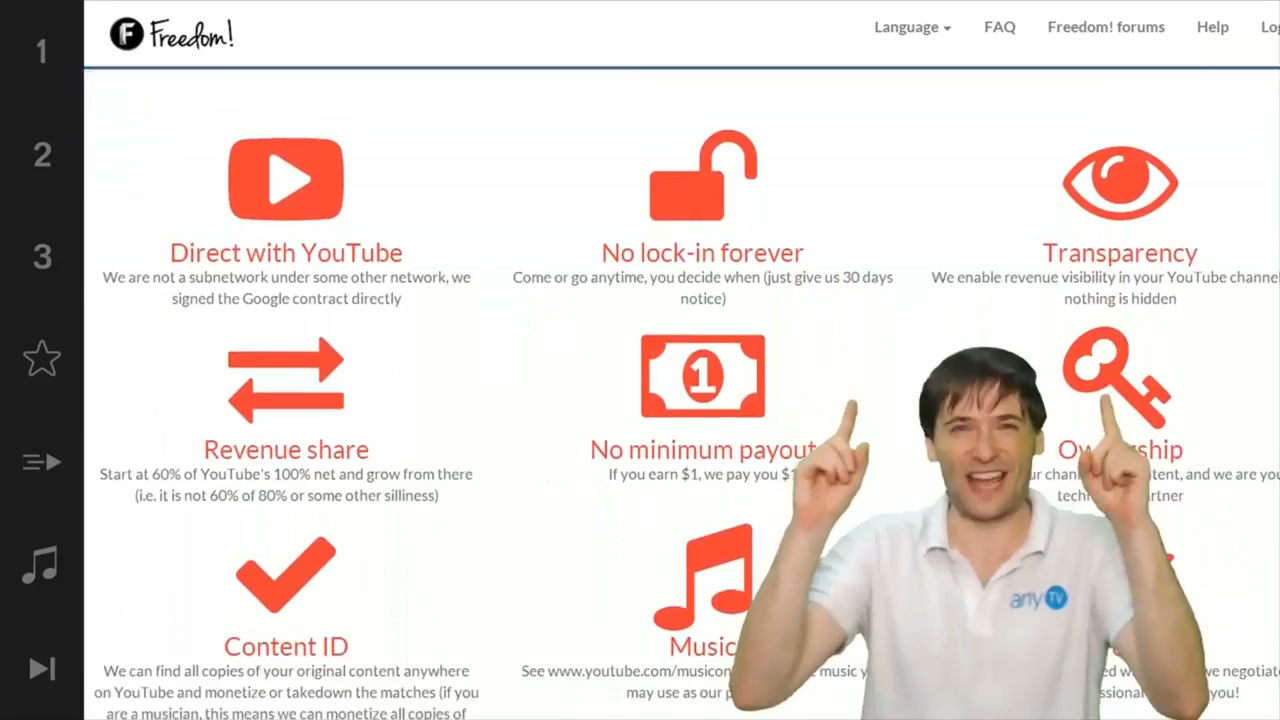 1
2
3
Freedom!
Language
FAQ
Freedom! forums
Help
Direct with YouTube
We are not a subnetwork under some other network, we
signed the Google contract directly
No lock-in forever
Come or go anytime, you decide when (just give us 30 days
notice)
Transparency
We enable revenue visibility in your YouTube channel
nothing is hidden
Revenue share
Start at 60% of YouTube's 100% net and grow from there
(i.e. it is not 60% of 80% or some other silliness)
1
No minimum payout
If you earn $1, we pay you $1
Content ID
We can find all copies of your original content anywhere
on YouTube and monetize or takedown the matches (if you
are a musician, this means we can monetize all copies of
Music
See music
may use as our
you!
anyTV